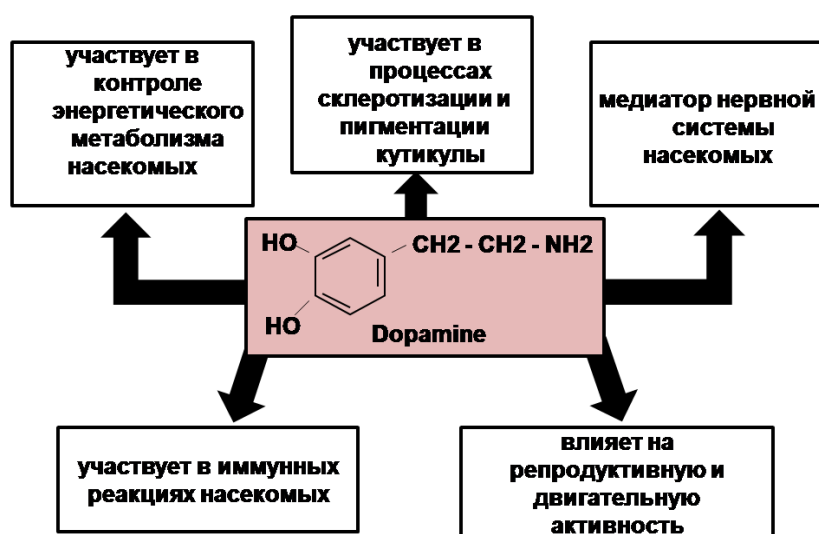 участвует в
контроле
энергетического
метаболизма
насекомых
участвует в
процессах
склеротизации и
пигментации
кутикулы
медиатор нервной
системы
насекомых
HO
CH2 - CH2 - NH2
HO
Dopamine
участвует в иммунных
реакциях насекомых
влияет на
репродуктивную и
двигательную
активность